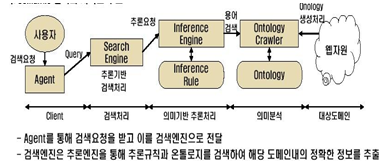 사용자
검색요청
Agent
Query
Search
Engine
추론기반
검색처리
추론요청
Inference
Engine
Inference
Rule
용어
검색
Ontology
Crawler
Ontology
Onology
생성처리
웹자원
Client
검색처리
의미기반 추론처리
의미분석
대상도메인
- Agent를 통해 검색요청을 받고 이를 검색엔진으로 전달
- 검색엔진은 추론엔진을 통해 추론규칙과 온톨로지를 검색하여 해당 도메인내의 정확한 정보를 추출